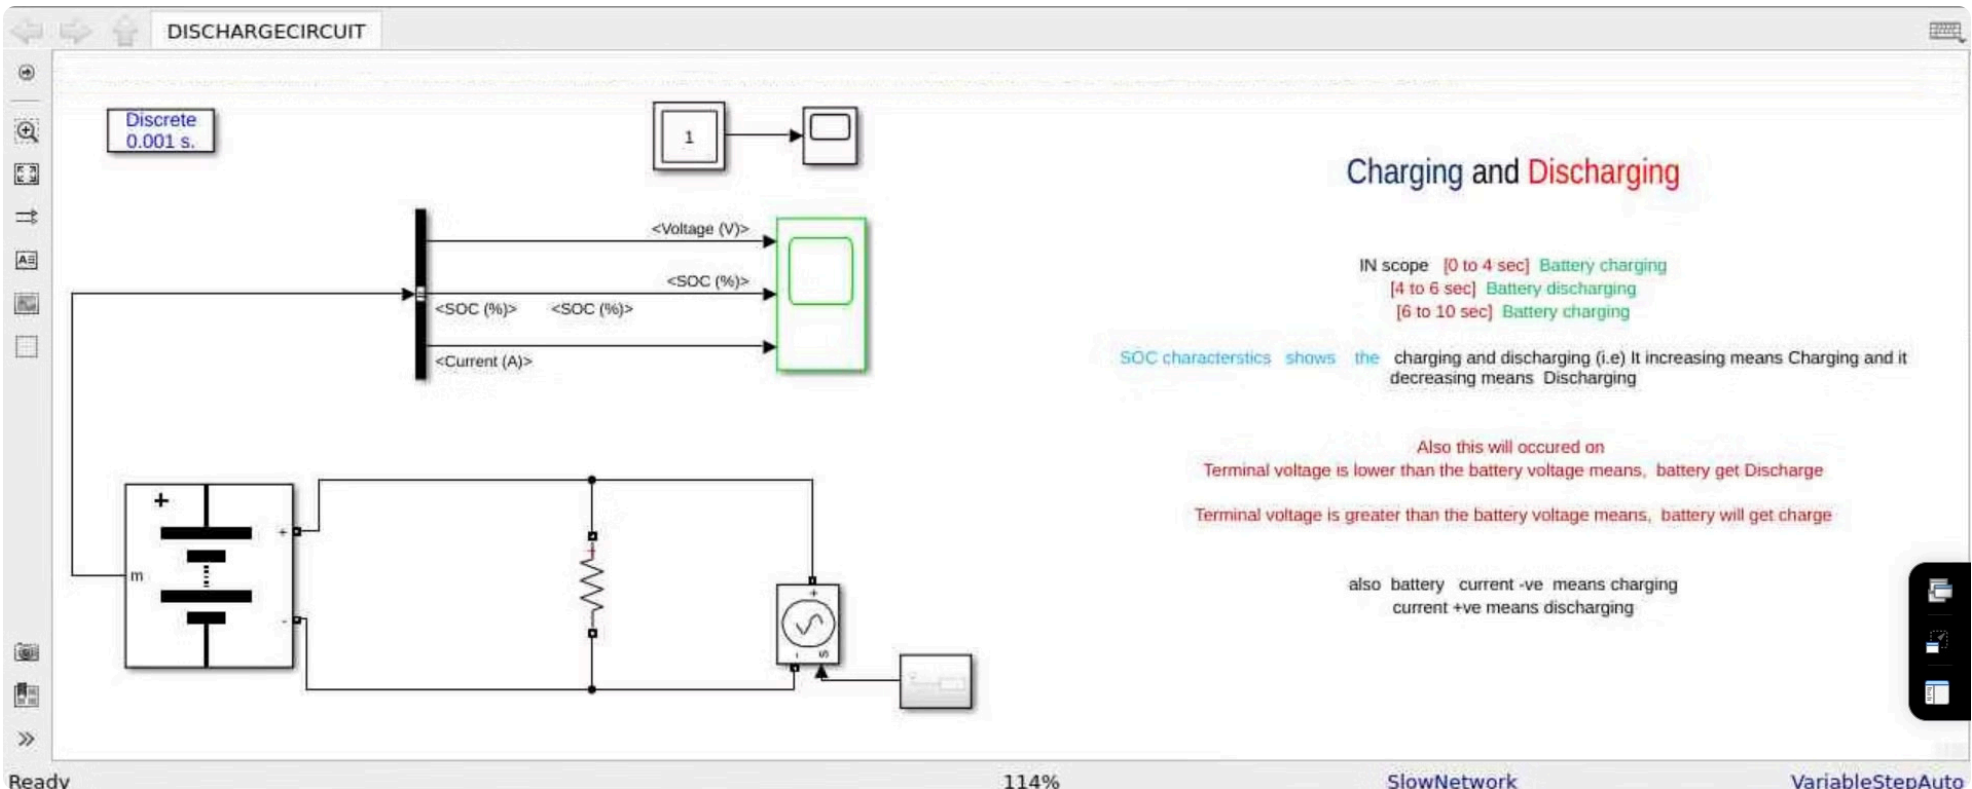 DISCHARGECIRCUIT
Discrete
0.001 s.
1
Charging and Discharging
<Voltage (V)>
<SOC (%)>
<SOC (%)> <SOC (%)>
<Current (A)>
IN scope [0 to 4 sec] Battery charging
[4 to 6 sec] Battery discharging
[6 to 10 sec] Battery charging
SOC characterstics shows the charging and discharging (i.e) It increasing means Charging and it
decreasing means Discharging
Also this will occured on
Terminal voltage is lower than the battery voltage means, battery get Discharge
Terminal voltage is greater than the battery voltage means, battery will get charge
also battery current -ve means charging
current +ve means discharging
+
+
m
-
+
-
s
Ready
114%
SlowNetwork
VariableStepAuto